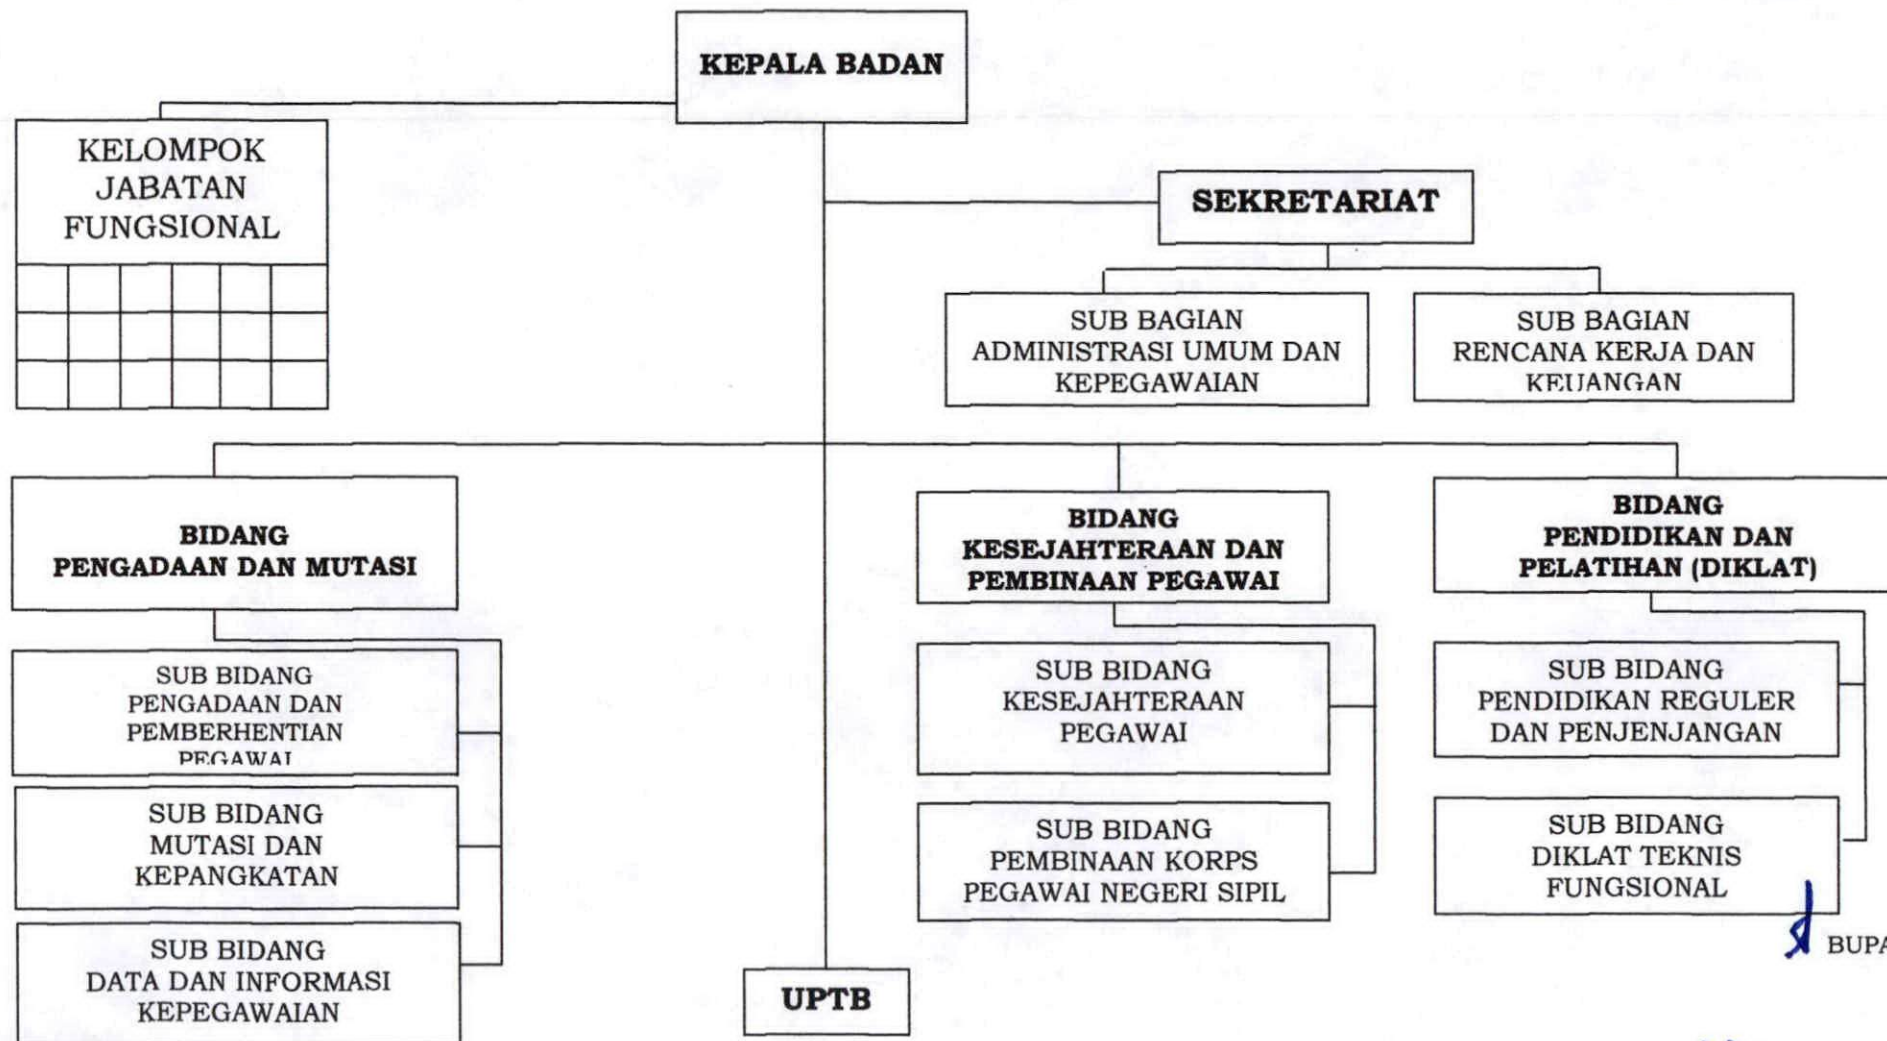 KEPALA BADAN
KELOMPOK
JABATAN
FUNGSIONAL
SEKRETARIAT
SUB BAGIAN
ADMINISTRASI UMUM DAN
KEPEGAWAIAN
SUB BAGIAN
RENCANA KERJA DAN
KEUANGAN
BIDANG
PENGADAAN DAN MUTASI
BIDANG
KESEJAHTERAAN DAN
PEMBINAAN PEGAWAI
BIDANG
PENDIDIKAN DAN
PELATIHAN (DIKLAT)
SUB BIDANG
PENGADAAN DAN
PEMBERHENTIAN
PEGAWAI
SUB BIDANG
MUTASI DAN
KEPANGKATAN
SUB BIDANG
DATA DAN INFORMASI
KEPEGAWAIAN
SUB BIDANG
KESEJAHTERAAN
PEGAWAI
SUB BIDANG
PEMBINAAN KORPS
PEGAWAI NEGERI SIPIL
SUB BIDANG
PENDIDIKAN REGULER
DAN PENJENJANGAN
SUB BIDANG
DIKLAT TEKNIS
FUNGSIONAL
UPTB
BUPA